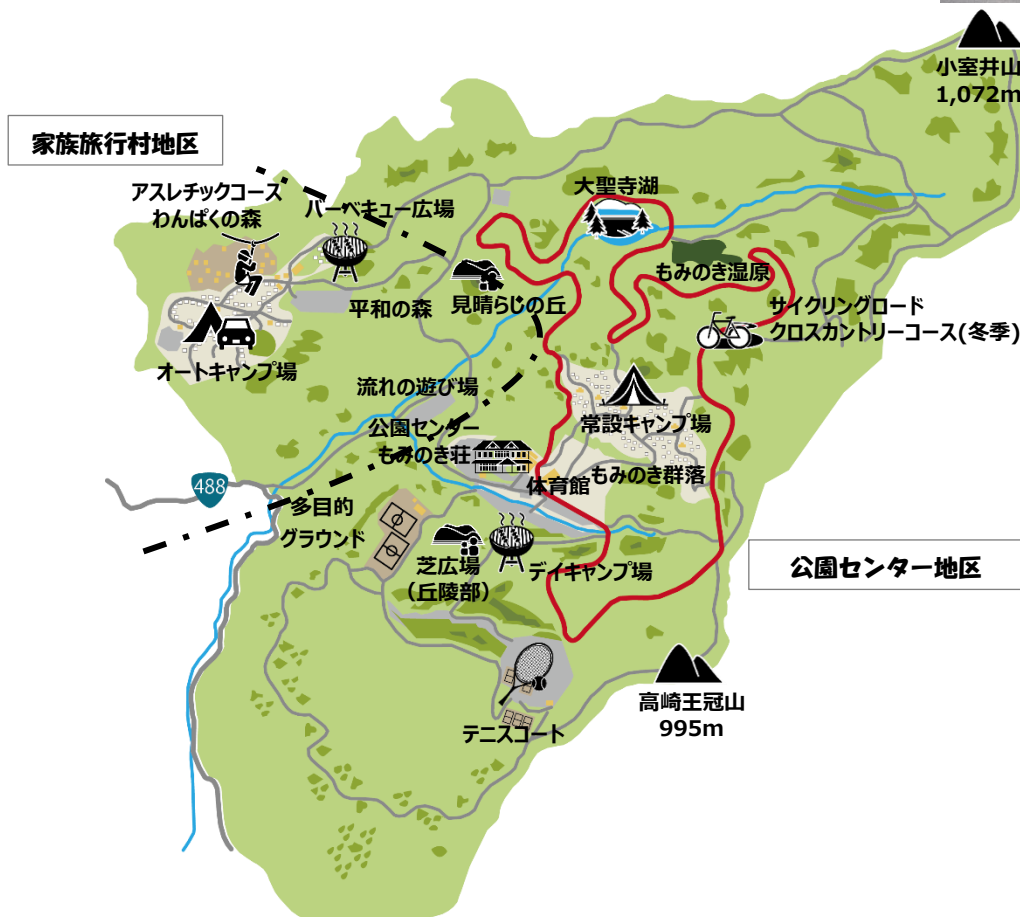 小室井山
1,072m
家族旅行村地区
アスレチックコース
わんぱくの森
バーベキュー広場
大聖寺湖
もみのき湿原
平和の森
見晴らじの丘
サイクリングロード
クロスカントリーコース(冬季)
オートキャンプ場
流れの遊び場
常設キャンプ場
公園センター
もみのき荘
体育館
もみのき群落
488
多目的
グラウンド
芝広場
(丘陵部)
デイキャンプ場
公園センター地区
高崎王冠山
995m
テニスコート